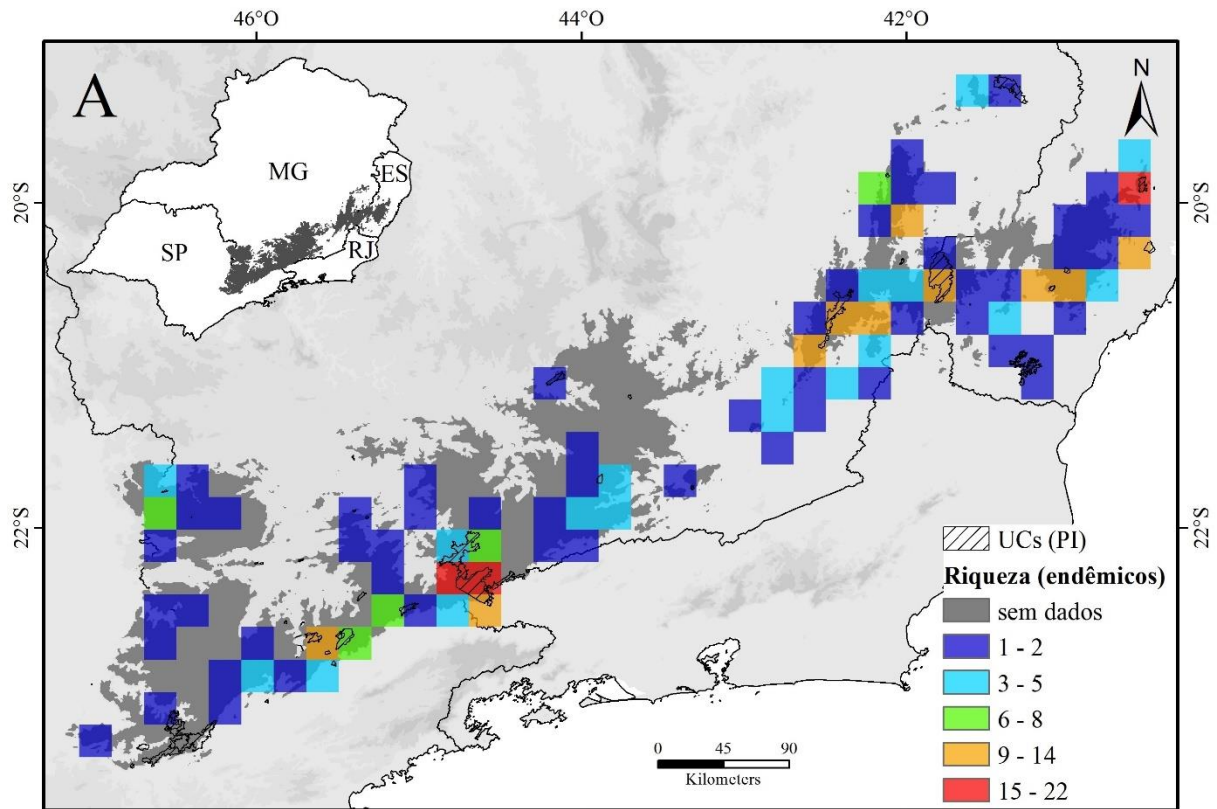 46°O 44°O 42°O
A
N
MG
ES
SP
RJ
20°S 20°S
22°S 22°S
UCs (PI)
Riqueza (endêmicos)
sem dados
1 - 2
3 - 5
6 - 8
9 - 14
15 - 22
0 45 90
Kilometers